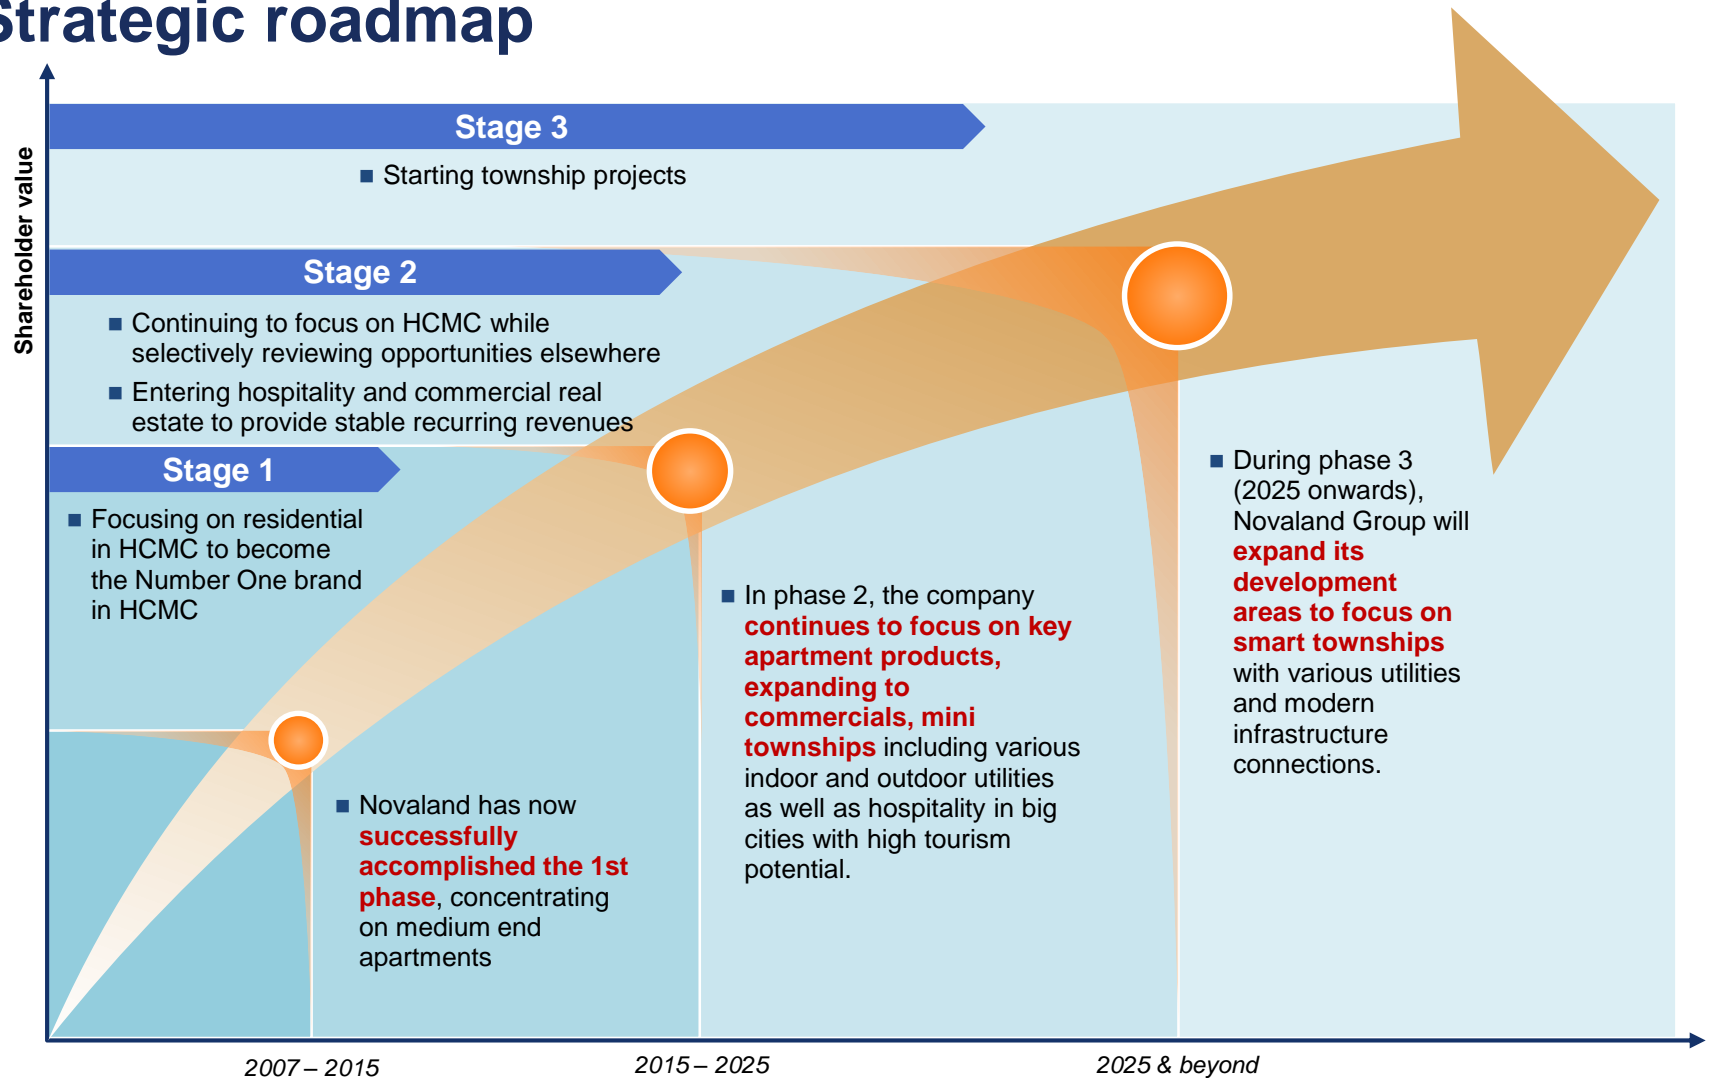 Strategic roadmap
Shareholder value
Stage 3
■ Starting township projects
Stage 2
■ Continuing to focus on HCMC while
selectively reviewing opportunities elsewhere
■ Entering hospitality and commercial real
estate to provide stable recurring revenues
Stage 1
■ Focusing on residential
in HCMC to become
the Number One brand
in HCMC
■ Novaland has now
successfully
accomplished the 1st
phase, concentrating
on medium end
apartments
■ In phase 2, the company
continues to focus on key
apartment products,
expanding to
commercials, mini
townships including various
indoor and outdoor utilities
as well as hospitality in big
cities with high tourism
potential.
■ During phase 3
(2025 onwards),
Novaland Group will
expand its
development
areas to focus on
smart townships
with various utilities
and modern
infrastructure
connections.
2007 – 2015
2015 – 2025
2025 & beyond